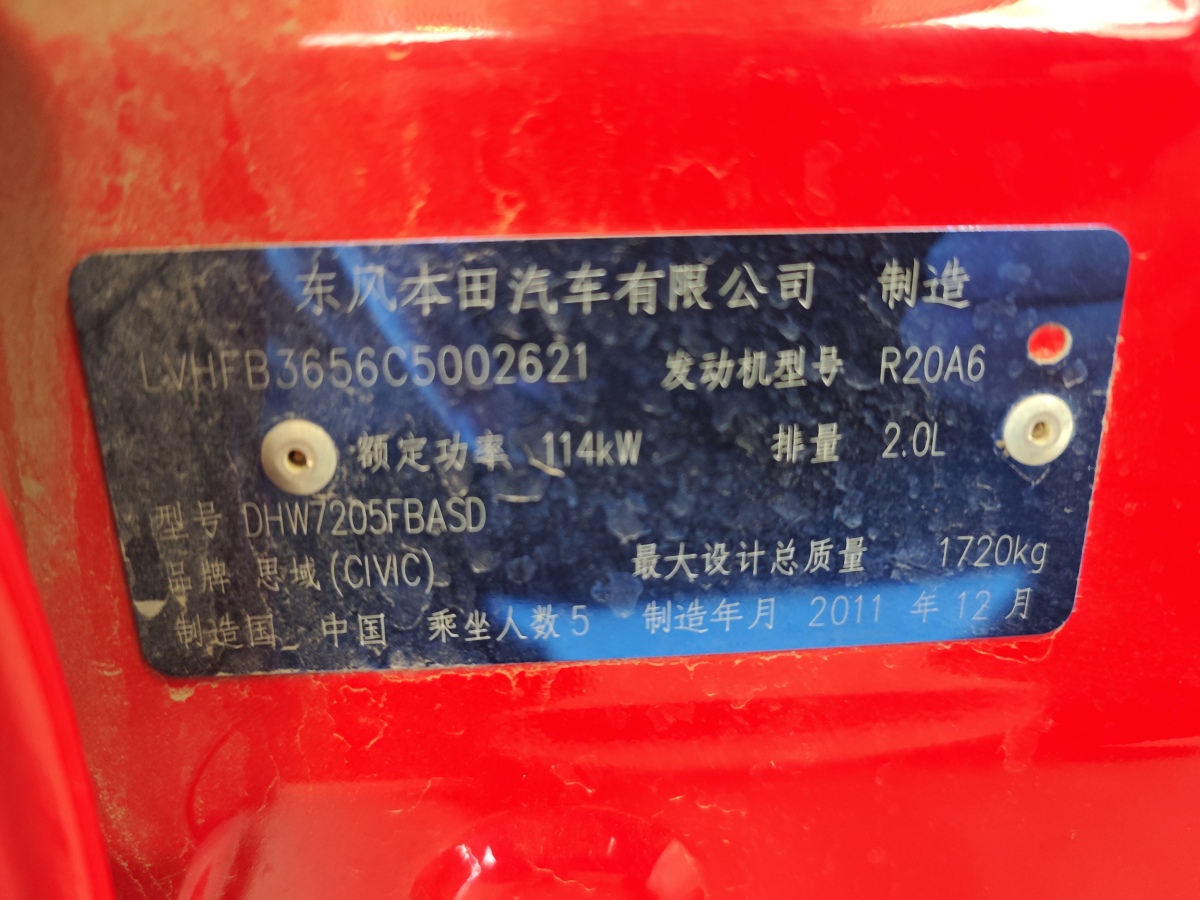 东风本田汽车有限公司 制造
LVHFB3656C5002621 发动机型号 R20A6
额定功率 114kW 排量 2.0L
型号 DHW7205FBASD
品牌 思域(CIVIC) 最大设计总质量 1720kg
制造国 中国 乘坐人数5 制造年月 2011 年 12 月